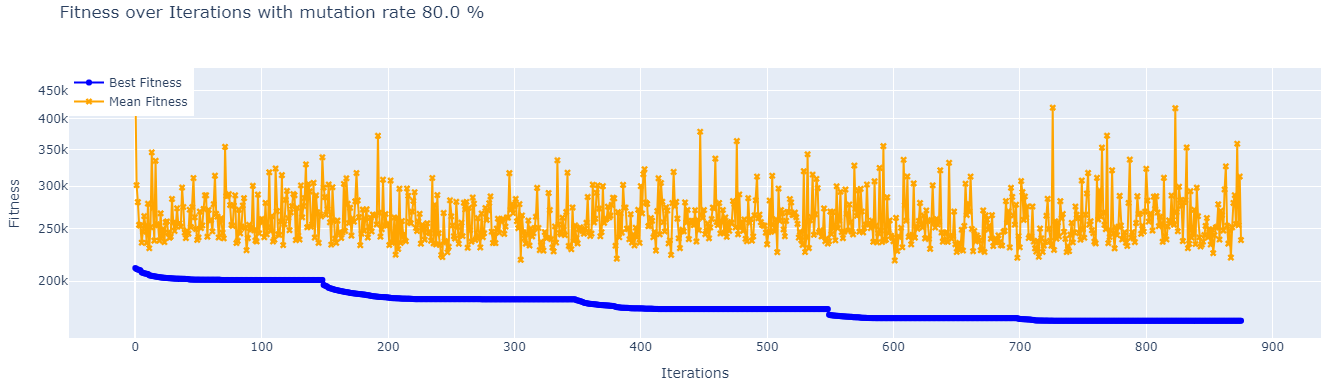 Fitness over Iterations with mutation rate 80.0 %
Best Fitness
Mean Fitness
450k
400k
350k
300k
250k
200k
Fitness
0 100 200 300 400 500 600 700 800 900
Iterations